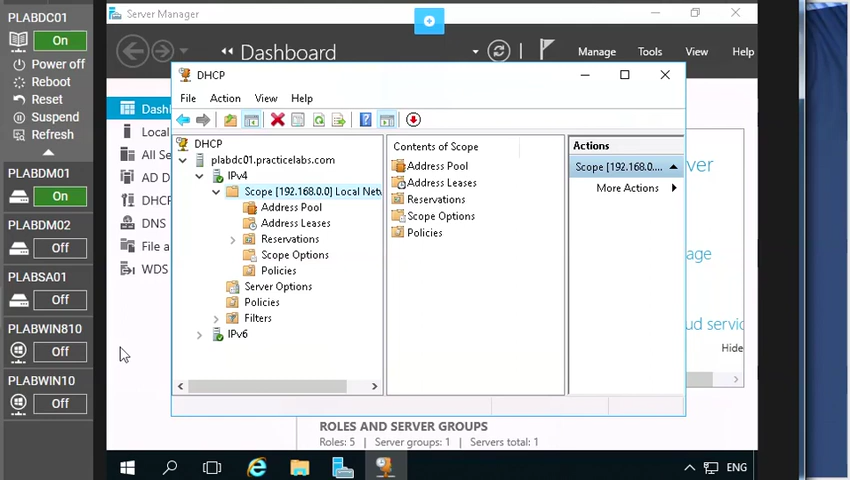 PLABDC01
On
Power off
Reboot
Reset
Suspend
Refresh
PLABDM01
On
PLABDM02
Off
PLABSA01
Off
PLABWIN810
Off
PLABWIN10
Off
Server Manager
Dashboard
Manage Tools View Help
Dashb
Local
All Se
AD D
DHCP
DNS
File a
WDS
DHCP
File Action View Help
DHCP
plabdc01.practicelabs.com
IPv4
Scope [192.168.0.0] Local Netw
Address Pool
Address Leases
Reservations
Scope Options
Policies
Server Options
Policies
Filters
IPv6
Contents of Scope
Address Pool
Address Leases
Reservations
Scope Options
Policies
Actions
Scope [192.168.0....
More Actions
ver
age
ud servic
Hide
ROLES AND SERVER GROUPS
Roles: 5 | Server groups: 1 | Servers total: 1
ENG